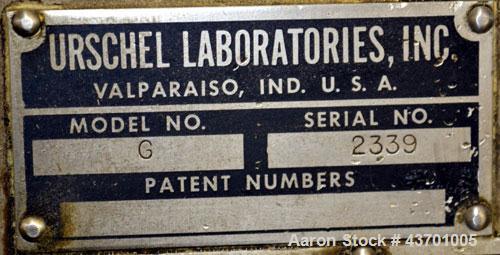 URSCHEL LABORATORIES, INC.
VALPARAISO, IND. U. S. A.
MODEL NO. SERIAL NO.
G 2339
PATENT NUMBERS
Aaron Stock # 43701005